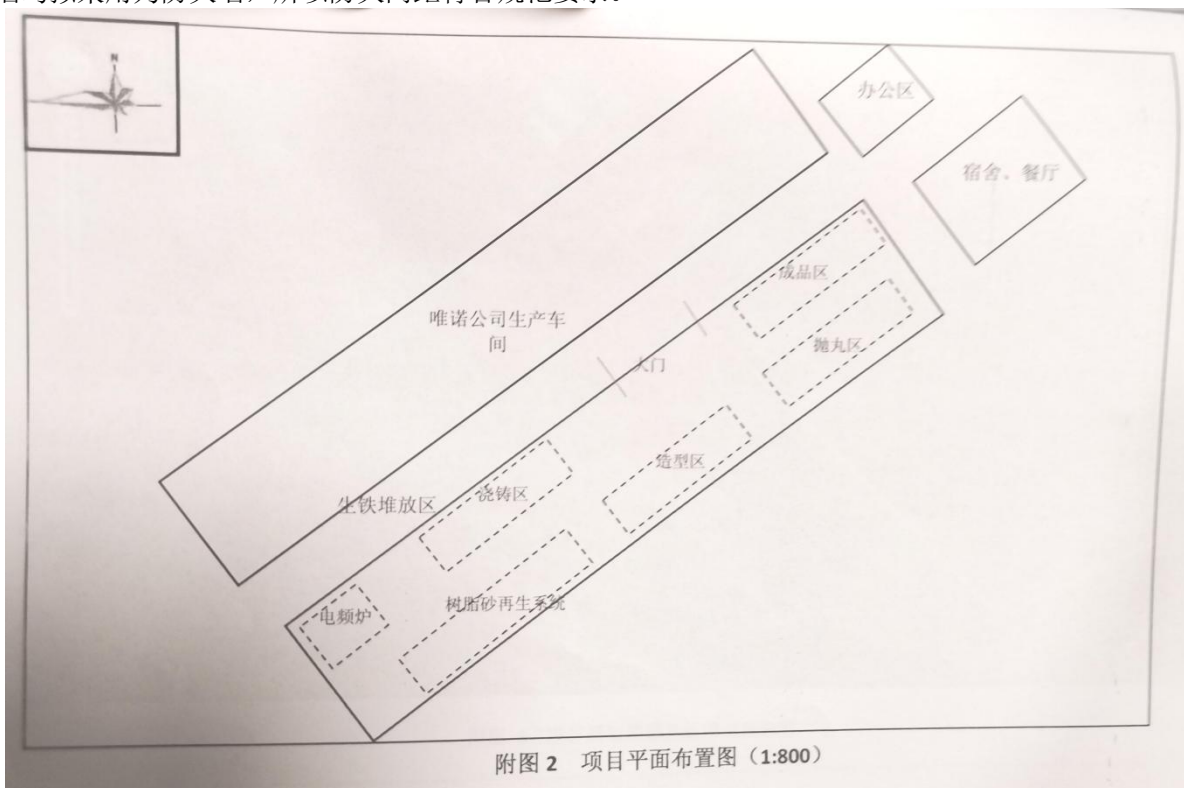 N
办公区
宿舍、餐厅
成品区
唯诺公司生产车
间
抛丸区
大门
造型区
浇铸区
生铁堆放区
树脂砂再生系统
电频炉
附图 2 项目平面布置图（1:800）